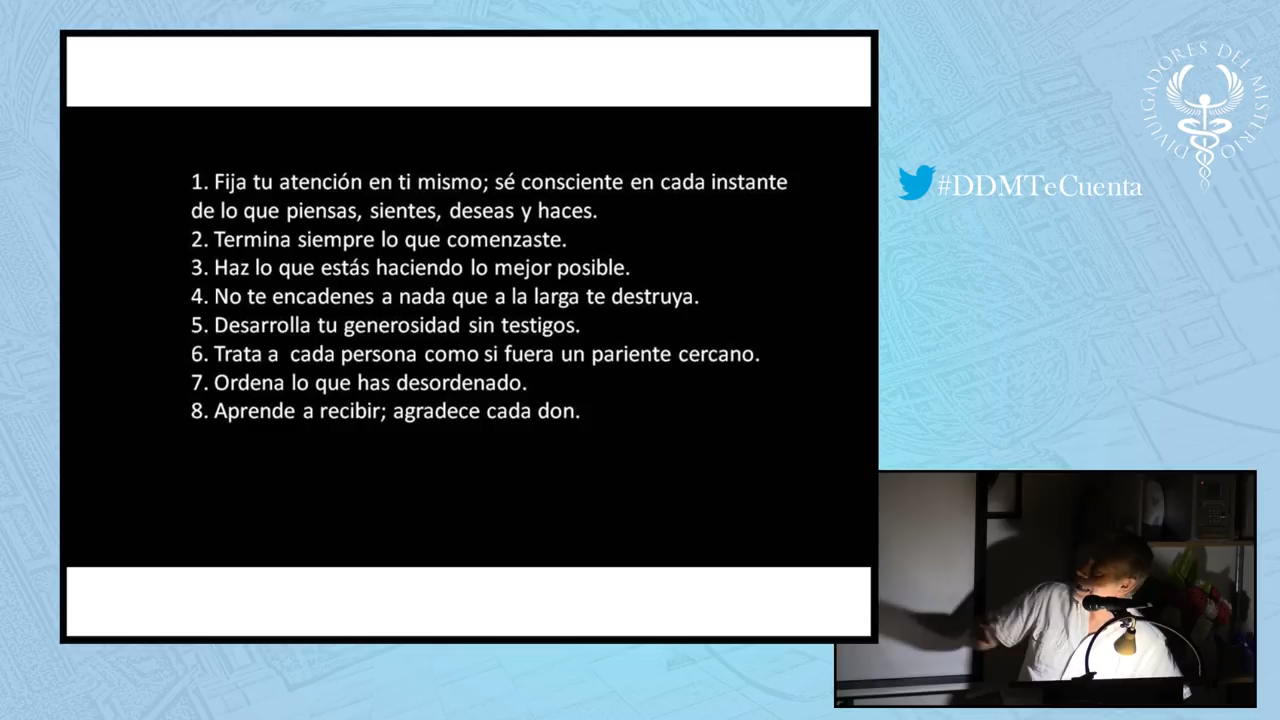 1. Fija tu atención en ti mismo; sé consciente en cada instante
de lo que piensas, sientes, deseas y haces.
2. Termina siempre lo que comenzaste.
3. Haz lo que estás haciendo lo mejor posible.
4. No te encadenes a nada que a la larga te destruya.
5. Desarrolla tu generosidad sin testigos.
6. Trata a  cada persona como si fuera un pariente cercano.
7. Ordena lo que has desordenado.
8. Aprende a recibir; agradece cada don.
DIVULGADORES DEL MISTERIO
#DDMTeCuenta